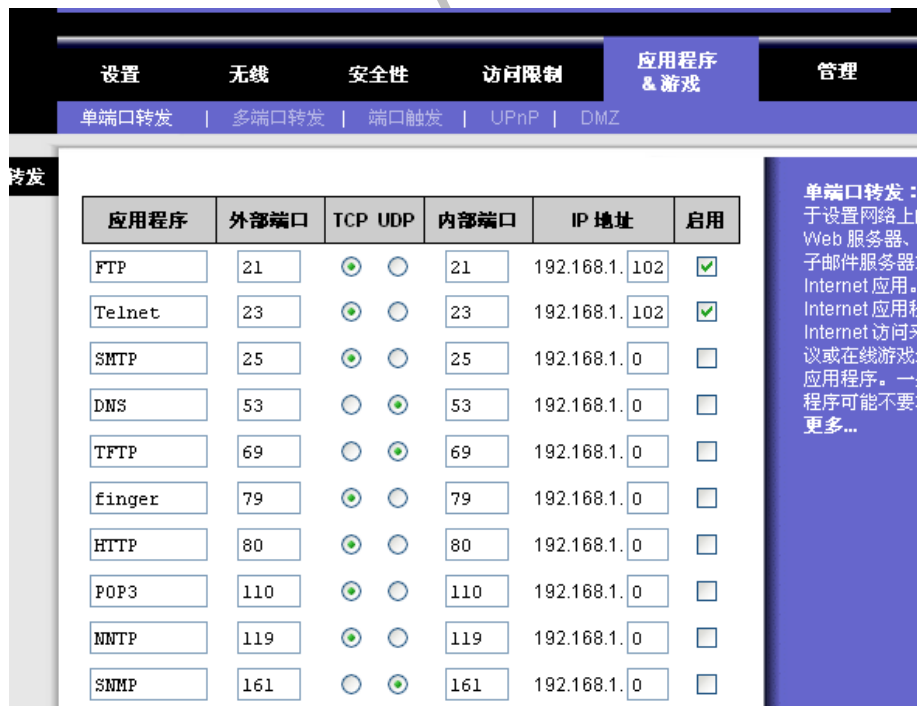 设置 无线 安全性 访问限制 应用程序 & 游戏 管理
单端口转发 | 多端口转发 | 端口触发 | UPnP | DMZ
转发
应用程序 外部端口 TCP UDP 内部端口 IP 地址 启用
FTP 21 21 192.168.1. 102
Telnet 23 23 192.168.1. 102
SMTP 25 25 192.168.1. 0
DNS 53 53 192.168.1. 0
TFTP 69 69 192.168.1. 0
finger 79 79 192.168.1. 0
HTTP 80 80 192.168.1. 0
POP3 110 110 192.168.1. 0
NNTP 119 119 192.168.1. 0
SNMP 161 161 192.168.1. 0
单端口转发：
于设置网络上
Web 服务器、
子邮件服务器
Internet 应用。
Internet 应用程
Internet 访问
议或在线游戏
应用程序。一
程序可能不要
更多...